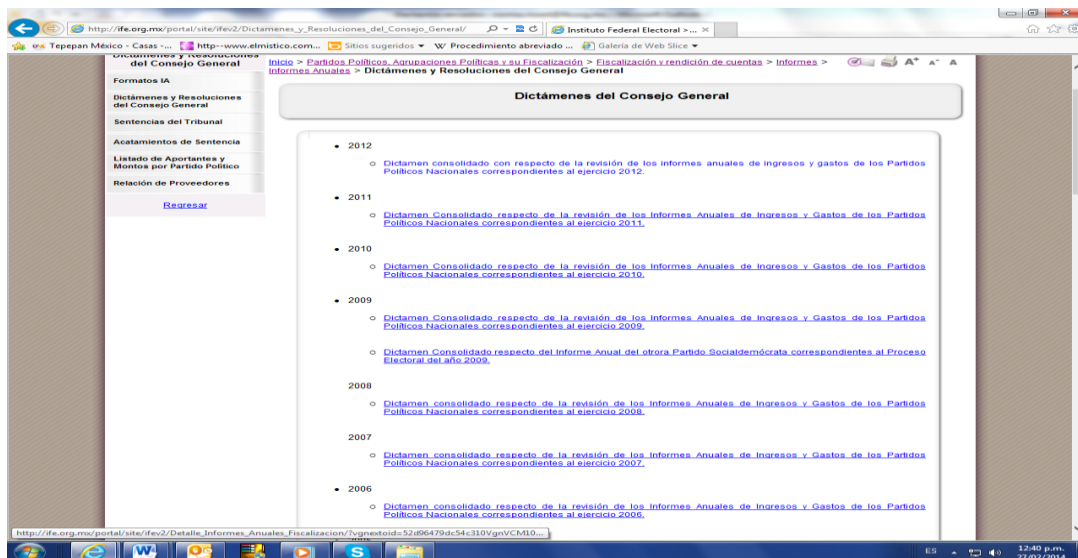 http://ife.org.mx/portal/site/ifev2/Dictamenes_y_Resoluciones_del_Consejo_General/
Instituto Federal Electoral >...
Tepepan México - Casas -...
http--www.elmistico.com...
Sitios sugeridos
Procedimiento abreviado ...
Galería de Web Slice
Dictámenes y Resoluciones
del Consejo General
Formatos IA
Dictámenes y Resoluciones
del Consejo General
Sentencias del Tribunal
Acatamientos de Sentencia
Listado de Aportantes y
Montos por Partido Político
Relación de Proveedores
Regresar
Inicio > Partidos Políticos, Agrupaciones Políticas y su Fiscalización > Fiscalización y rendición de cuentas > Informes >
Informes Anuales > Dictámenes y Resoluciones del Consejo General
A+ A- A
Dictámenes del Consejo General
2012
Dictamen consolidado con respecto de la revisión de los informes anuales de ingresos y gastos de los Partidos
Políticos Nacionales correspondientes al ejercicio 2012.
2011
Dictamen Consolidado respecto de la revisión de los Informes Anuales de Ingresos y Gastos de los Partidos
Políticos Nacionales correspondientes al ejercicio 2011.
2010
Dictamen Consolidado respecto de la revisión de los Informes Anuales de Ingresos y Gastos de los Partidos
Políticos Nacionales correspondientes al ejercicio 2010.
2009
Dictamen Consolidado respecto de la revisión de los Informes Anuales de Ingresos y Gastos de los Partidos
Políticos Nacionales correspondientes al ejercicio 2009.
Dictamen Consolidado respecto del Informe Anual del otrora Partido Socialdemócrata correspondientes al Proceso
Electoral del año 2009.
2008
Dictamen consolidado respecto de la revisión de los Informes Anuales de Ingresos y Gastos de los Partidos
Políticos Nacionales correspondientes al ejercicio 2008.
2007
Dictamen consolidado respecto de la revisión de los Informes Anuales de Ingresos y Gastos de los Partidos
Políticos Nacionales correspondientes al ejercicio 2007.
2006
Dictamen consolidado respecto de la revisión de los Informes Anuales de Ingresos y Gastos de los Partidos
Políticos Nacionales correspondientes al ejercicio 2006.
http://ife.org.mx/portal/site/ifev2/Detalle_Informes_Anuales_Fiscalizacion/?vgnextoid=52d96479dc54c310VgnVCM10...
ES
12:40 p.m.
27/02/2014